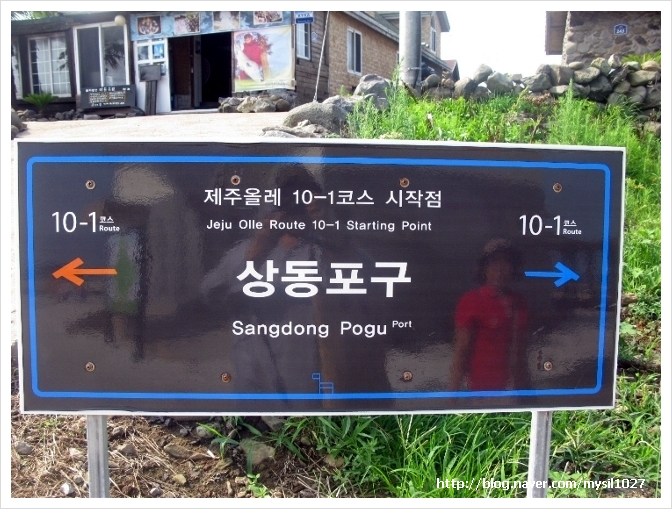 제주올레 10-1코스 시작점
Jeju Olle Route 10-1 Starting Point
10-1 코스 Route
10-1 코스 Route
상동포구
Sangdong Pogu Port
http://blog.naver.com/mysil1027